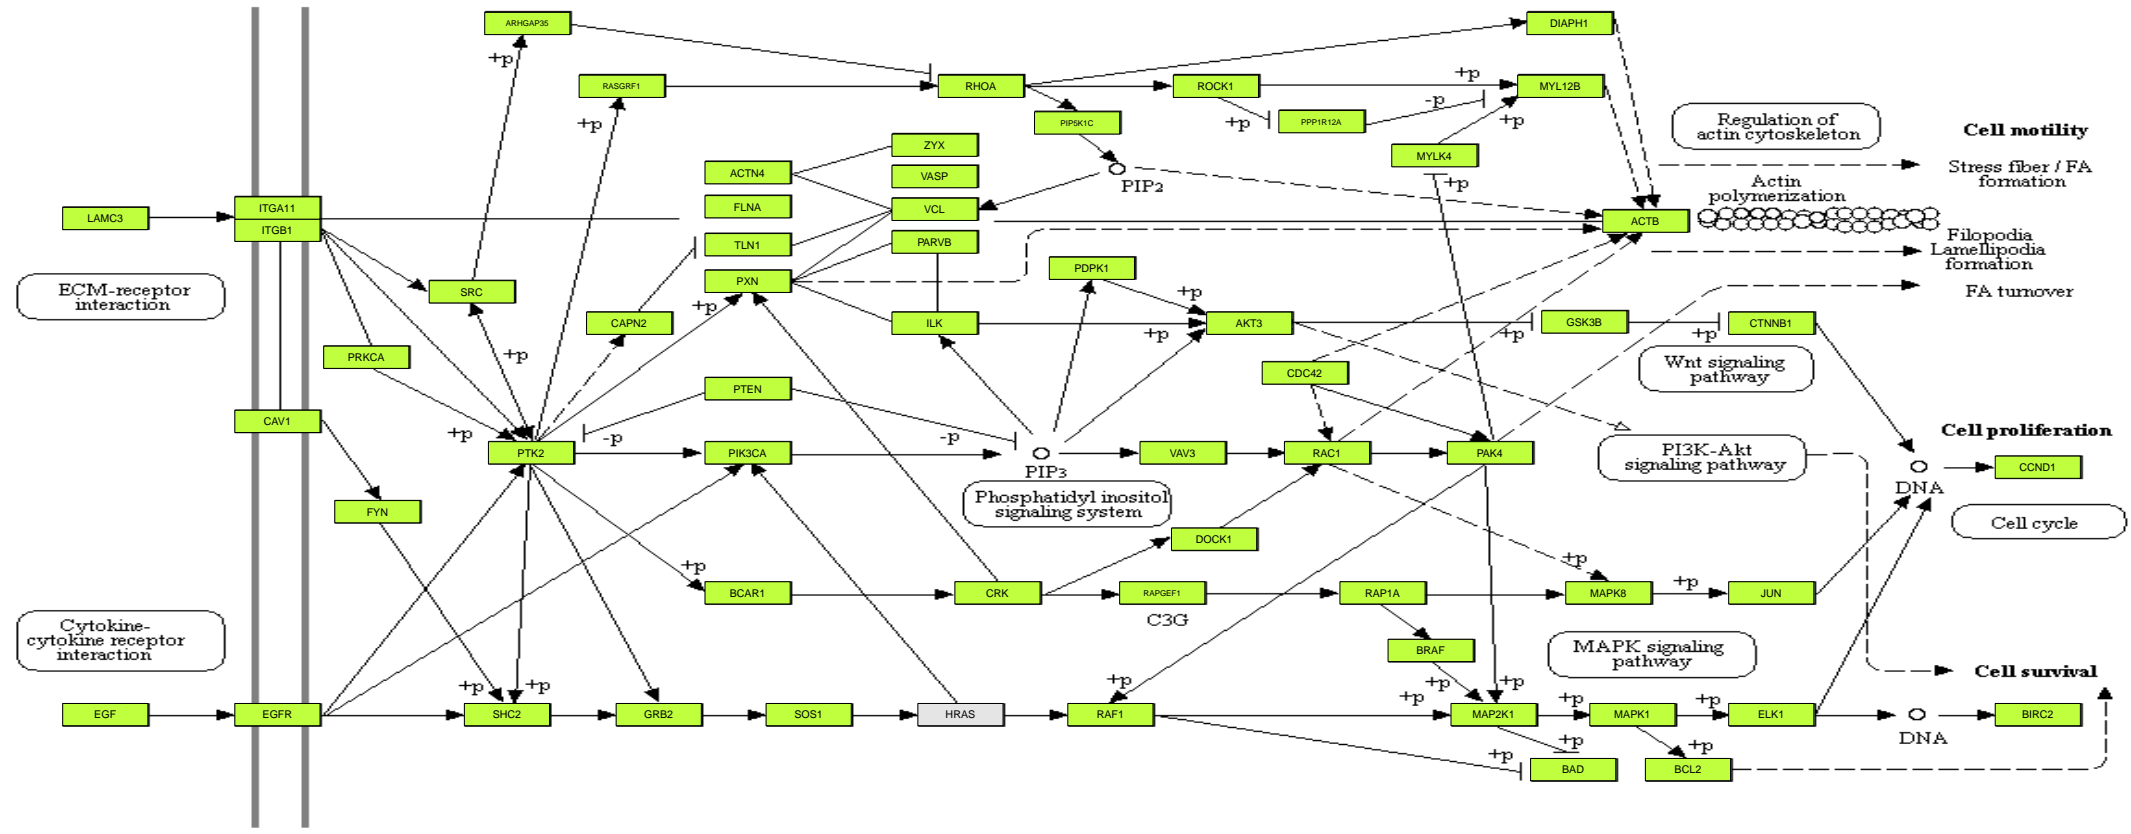 ARHGAP35
DIAPH1
+p
RASGRF1
RHOA
ROCK1
+p
MYL12B
+p
PIP5K1C
+p
PPP1R12A
-p
+p
Regulation of
actin cytoskeleton
Cell motility
ZYX
ACTN4
VASP
MYLK4
+p
PIP2
Stress fiber / FA
formation
Actin
polymerization
LAMC3
ITGA11
ITGB1
FLNA
VCL
ACTB
TLN1
PARVB
Filopodia
Lamellipodia
formation
ECM-receptor
interaction
SRC
PXN
+p
PDPK1
+p
FA turnover
CAPN2
ILK
+p
AKT3
+p
GSK3B
+p
CTNNB1
PRKCA
+p
Wnt signaling
pathway
PTEN
CDC42
CAV1
+p
-p
-p
PTK2
PIK3CA
PIP3
VAV3
RAC1
PAK4
PI3K-Akt
signaling pathway
Cell proliferation
DNA
CCND1
Phosphatidyl inositol
signaling system
FYN
DOCK1
Cell cycle
+p
BCAR1
CRK
RAPGEF1
C3G
RAP1A
+p
MAPK8
+p
JUN
Cytokine-
cytokine receptor
interaction
BRAF
MAPK signaling
pathway
Cell survival
+p
+p
+p
+p
+p
+p
+p
+p
EGF
EGFR
SHC2
GRB2
SOS1
HRAS
RAF1
MAP2K1
MAPK1
ELK1
DNA
BIRC2
+p
+p
+p
BAD
BCL2